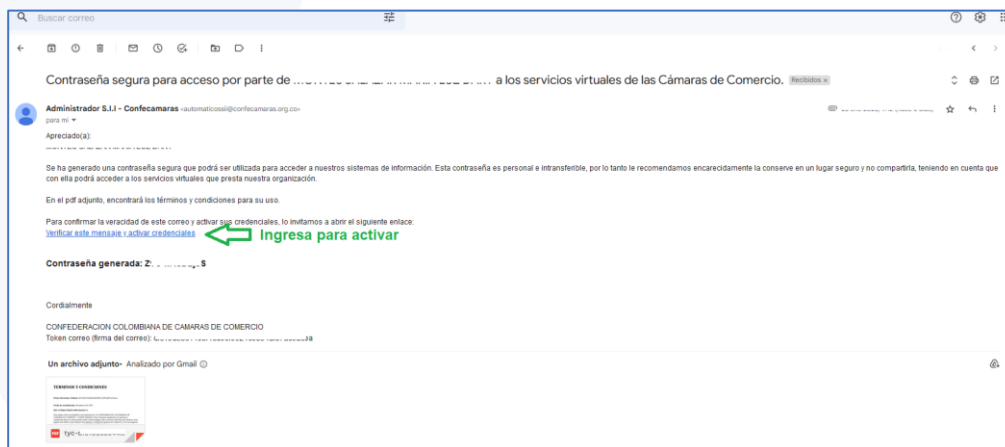 Buscar correo
Contraseña segura para acceso por parte de a los servicios virtuales de las Cámaras de Comercio. Recibidos x
Administrador S.I.I - Confecamaras <automaticossii@confecamaras.org.co>
para mí
Apreciado(a):
Se ha generado una contraseña segura que podrá ser utilizada para acceder a nuestros sistemas de información. Esta contraseña es personal e intransferible, por lo tanto le recomendamos encarecidamente la conserve en un lugar seguro y no compartirla, teniendo en cuenta que
con ella podrá acceder a los servicios virtuales que presta nuestra organización.
En el pdf adjunto, encontrará los términos y condiciones para su uso.
Para confirmar la veracidad de este correo y activar sus credenciales, lo invitamos a abrir el siguiente enlace:
Verificar este mensaje y activar credenciales
Ingresa para activar
Contraseña generada:
Cordialmente
CONFEDERACION COLOMBIANA DE CAMARAS DE COMERCIO
Token correo (firma del correo):
Un archivo adjunto• Analizado por Gmail
TERMINOS Y CONDICIONES
PDF